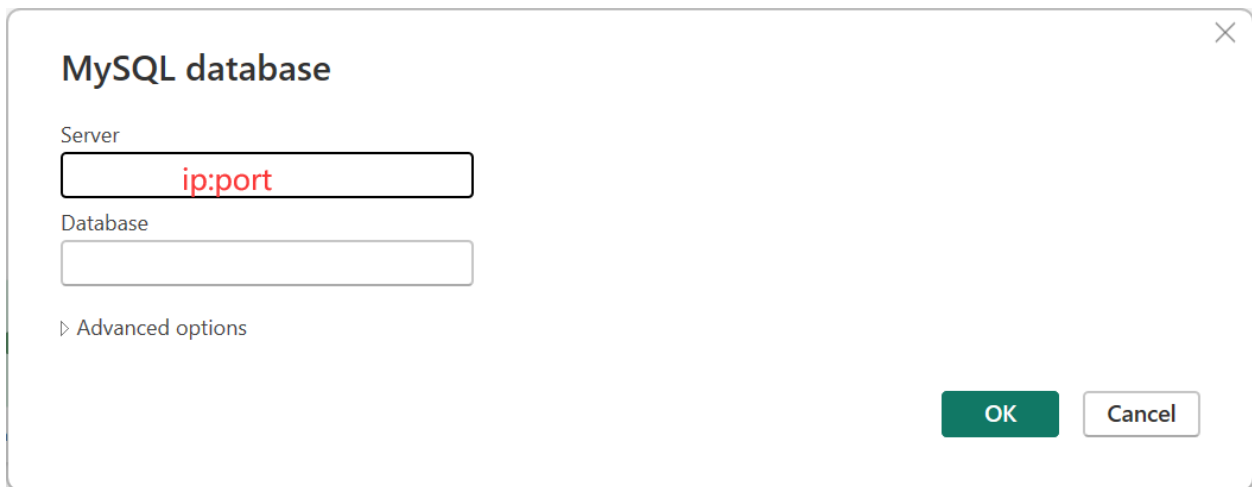 MySQL database
Server
ip:port
Database
Advanced options
OK
Cancel